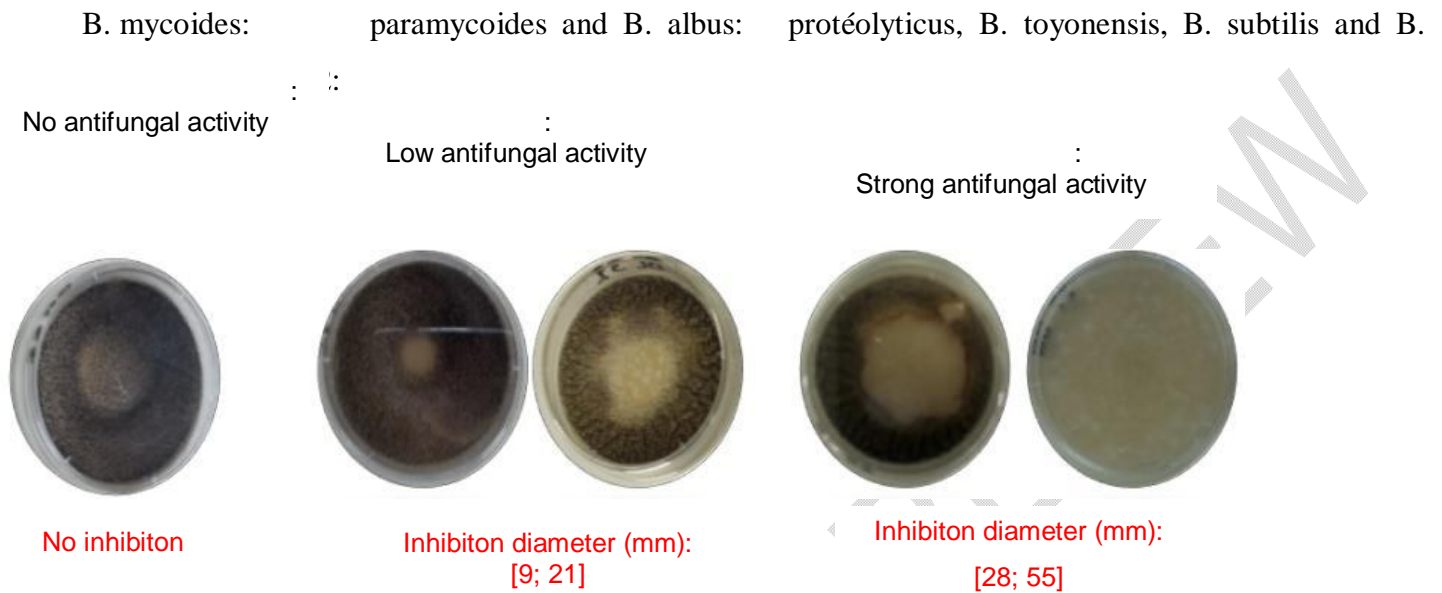 B. mycoides: paramycoides and B. albus: protéolyticus, B. toyonensis, B. subtilis and B.
:
:
No antifungal activity
:
Low antifungal activity
:
Strong antifungal activity
No inhibiton
Inhibiton diameter (mm):
[9; 21]
Inhibiton diameter (mm):
[28; 55]